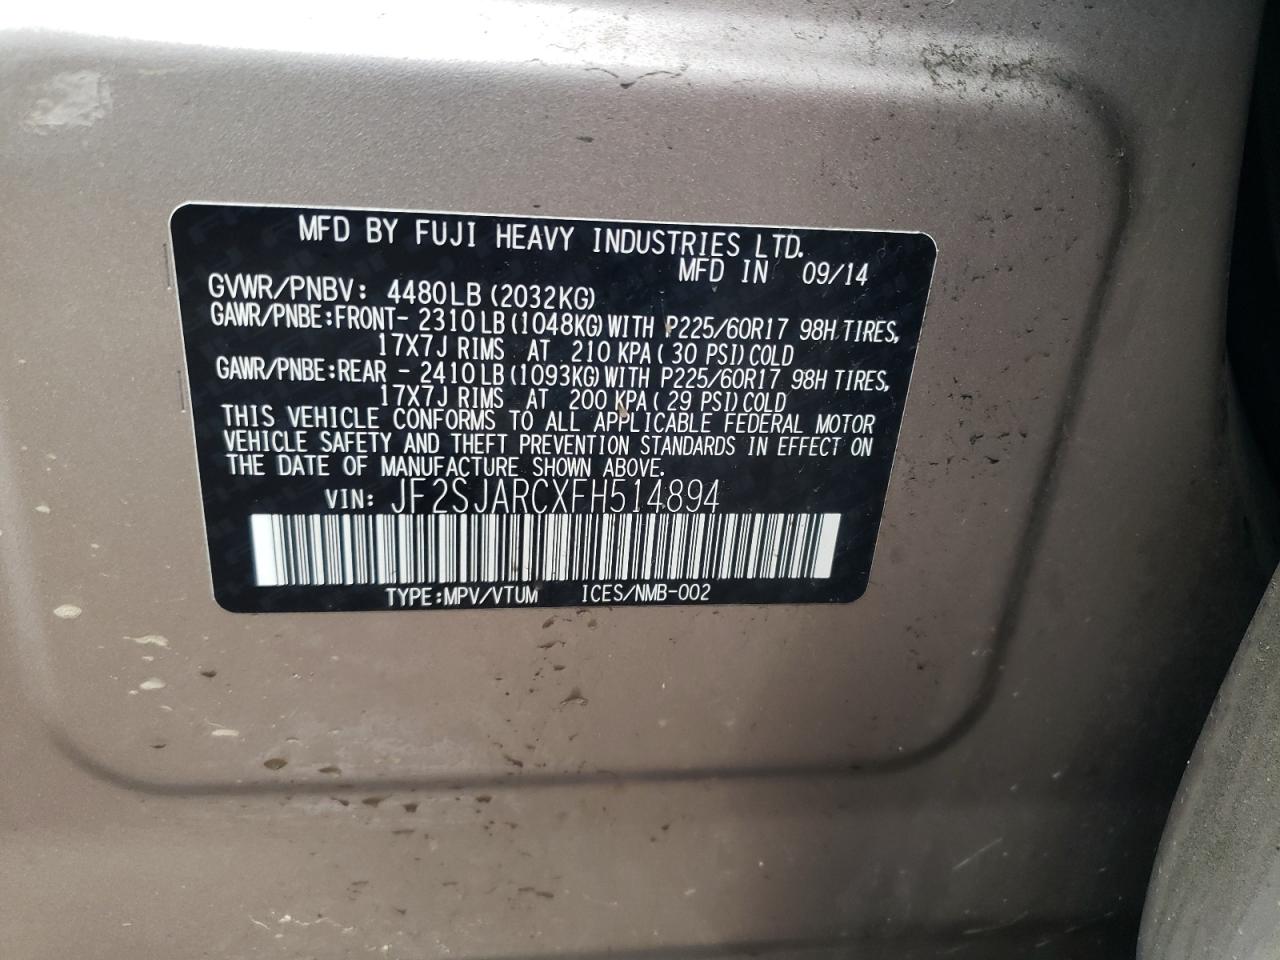 MFD BY FUJI HEAVY INDUSTRIES LTD.
MFD IN 09/14
GVWR/PNBV: 4480LB (2032KG)
GAWR/PNBE:FRONT- 2310LB (1048KG) WITH P225/60R17 98H TIRES,
17X7J RIMS AT 210 KPA ( 30 PSI) COLD
GAWR/PNBE:REAR - 2410LB (1093KG) WITH P225/60R17 98H TIRES,
17X7J RIMS AT 200 KPA ( 29 PSI) COLD
THIS VEHICLE CONFORMS TO ALL APPLICABLE FEDERAL MOTOR
VEHICLE SAFETY AND THEFT PREVENTION STANDARDS IN EFFECT ON
THE DATE OF MANUFACTURE SHOWN ABOVE.
VIN: JF2SJARCXFH514894
TYPE:MPV/VTUM ICES/NMB-002